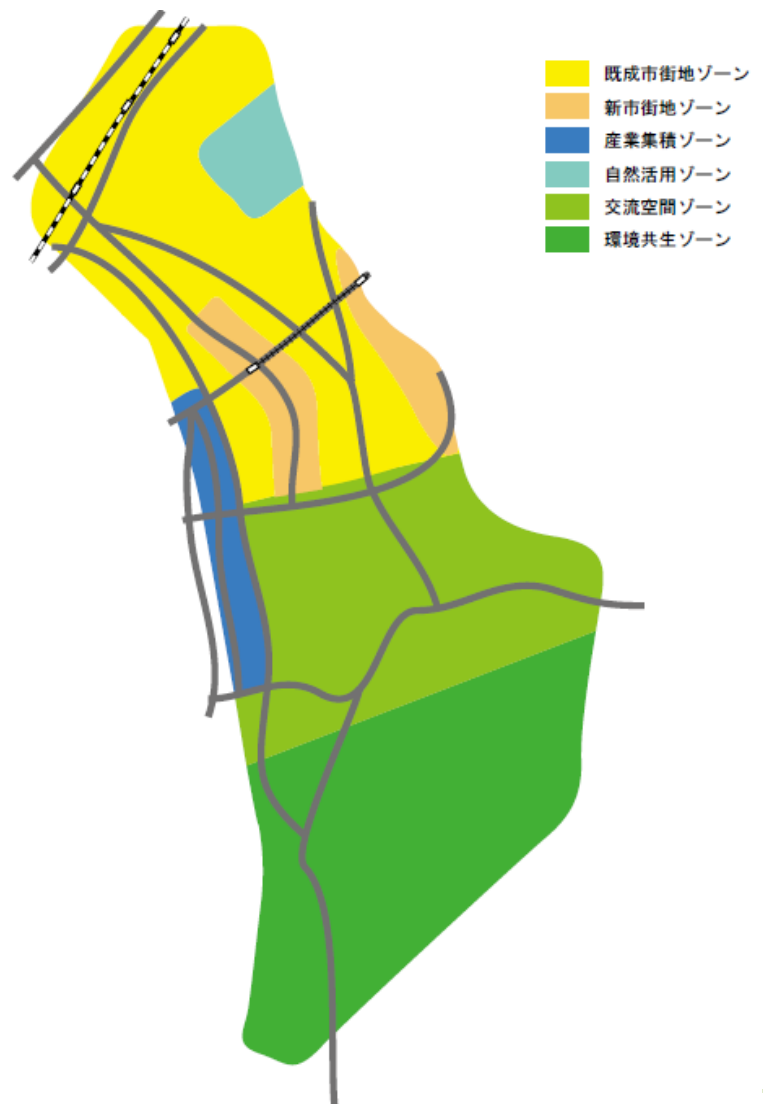 既成市街地ゾーン
新市街地ゾーン
産業集積ゾーン
自然活用ゾーン
交流空間ゾーン
環境共生ゾーン